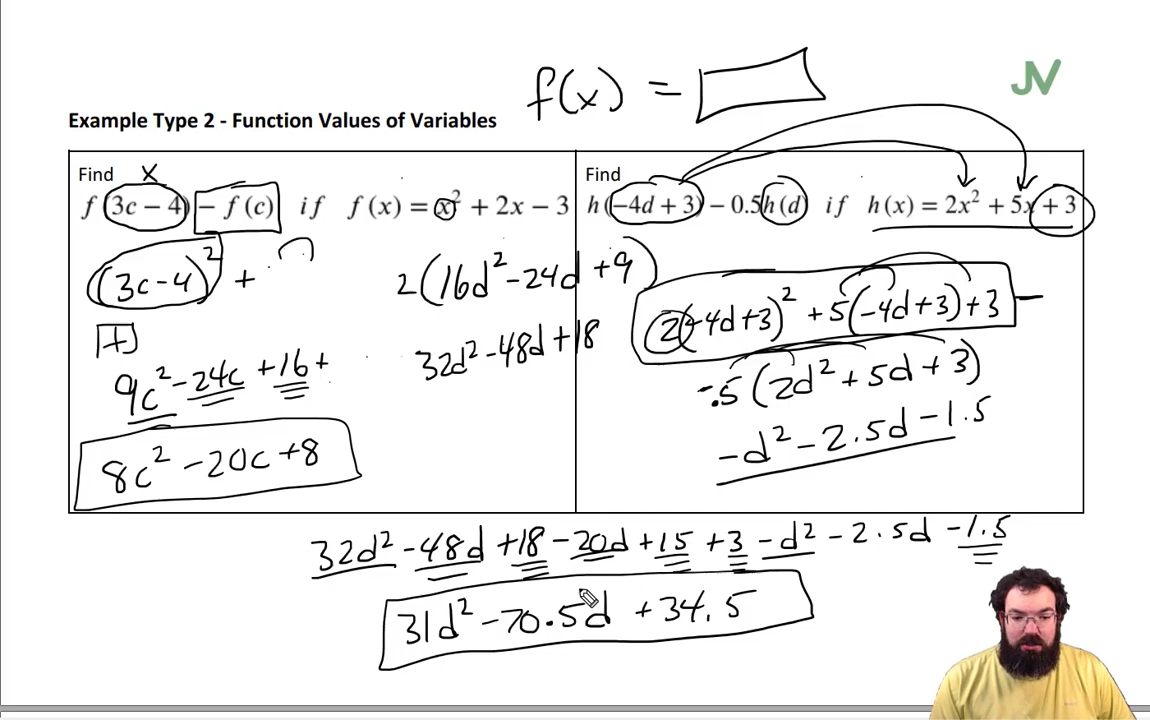 f(x) =
JV
Example Type 2 - Function Values of Variables
Find x
f(3c − 4) − f(c) if f(x) = x² + 2x − 3
(3c-4)² +
+
9c² -24c +16 +
8c² -20c +8
Find
h(−4d + 3) − 0.5h(d) if h(x) = 2x² + 5x + 3
2(16d² -24d +9)
32d² -48d +18
2(-4d+3)² +5(-4d+3)+3 -
-.5(2d² +5d +3)
-d² -2.5d -1.5
32d² -48d +18 -20d +15 +3 -d² -2.5d -1.5
31d² -70.5d +34.5